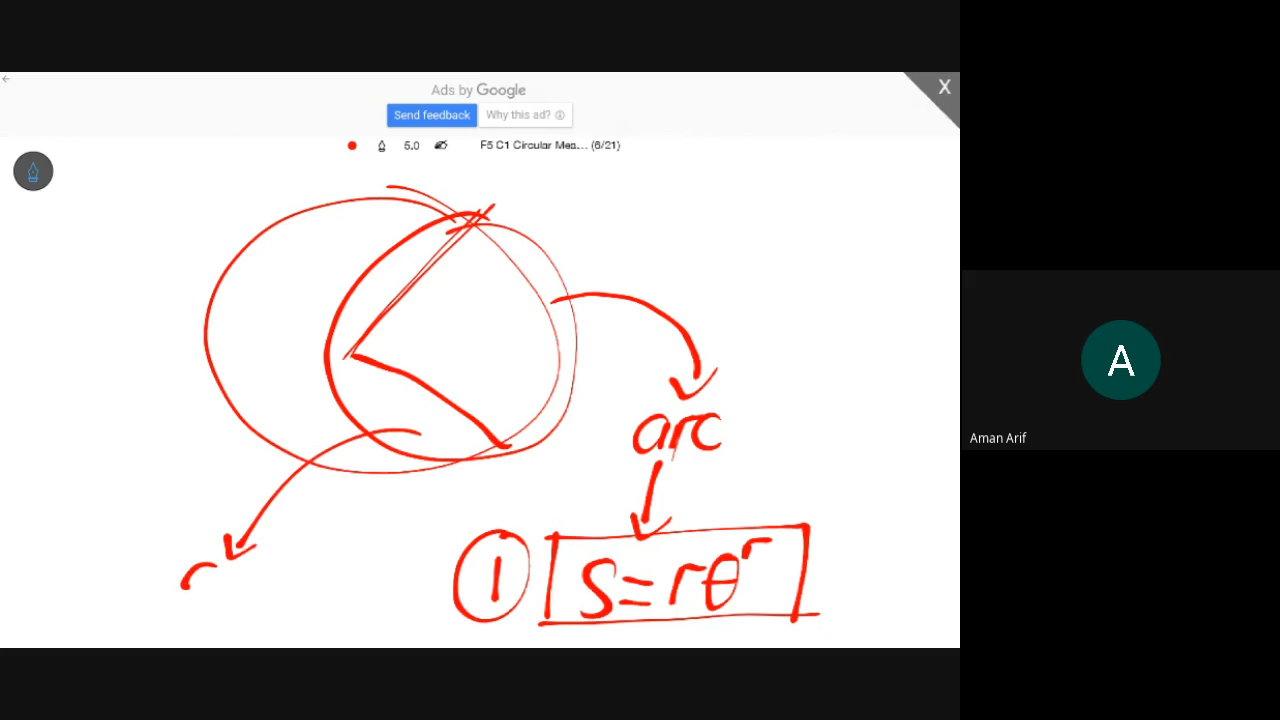 Ads by Google
Send feedback
Why this ad?
X
5.0
F5 C1 Circular Mea... (6/21)
arc
r
① S=rθʳ
A
Aman Arif